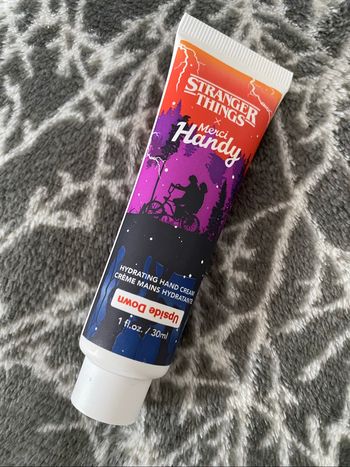 STRANGER
THINGS
×
Merci
Handy
HYDRATING HAND CREAM
CRÈME MAINS HYDRATANTE
Upside Down
1 fl.oz. / 30ml